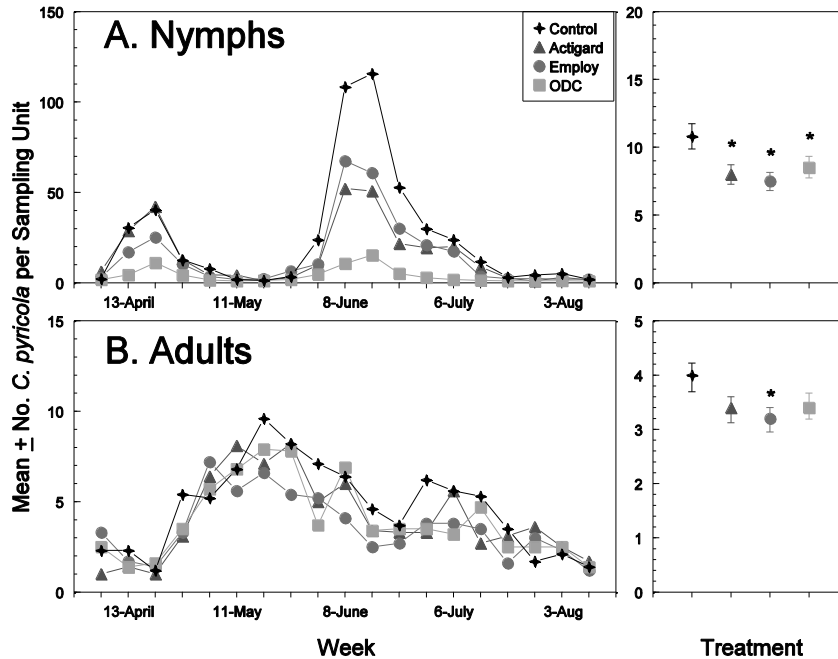 A. Nymphs
Control
Actigard
Employ
ODC
150
100
50
0
13-April
11-May
8-June
6-July
3-Aug
20
15
10
5
0
*
*
*
Mean ± No. C. pyricola per Sampling Unit
B. Adults
15
10
5
0
13-April
11-May
8-June
6-July
3-Aug
5
4
3
2
1
0
*
Week
Treatment